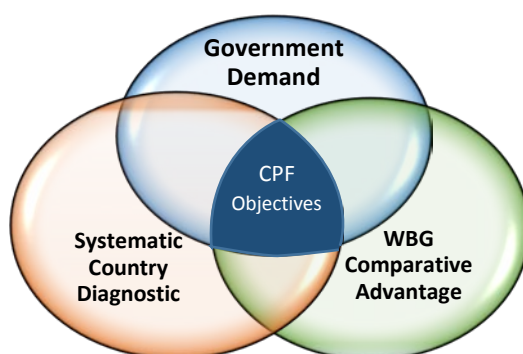 Government
Demand
CPF
Objectives
Systematic
Country
Diagnostic
WBG
Comparative
Advantage